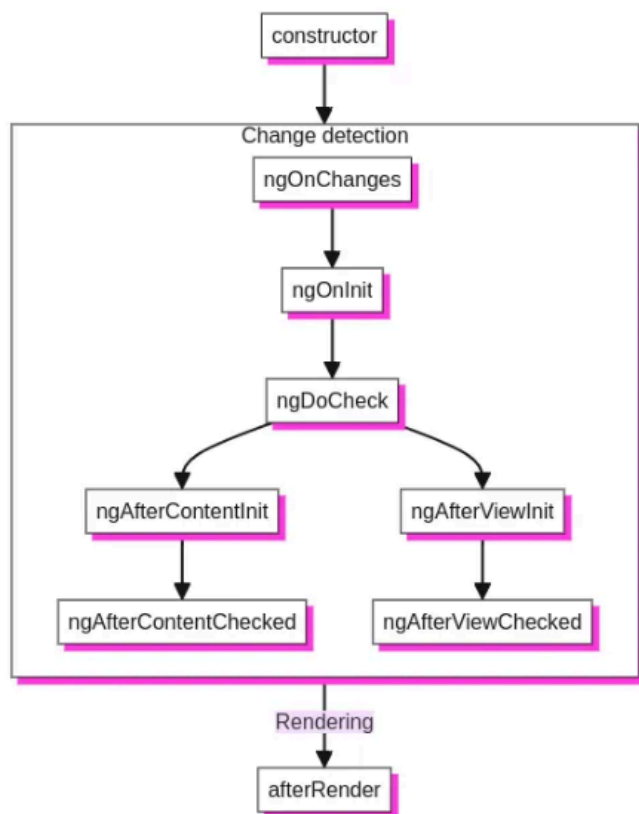 constructor
Change detection
ngOnChanges
ngOnInit
ngDoCheck
ngAfterContentInit
ngAfterViewInit
ngAfterContentChecked
ngAfterViewChecked
Rendering
afterRender